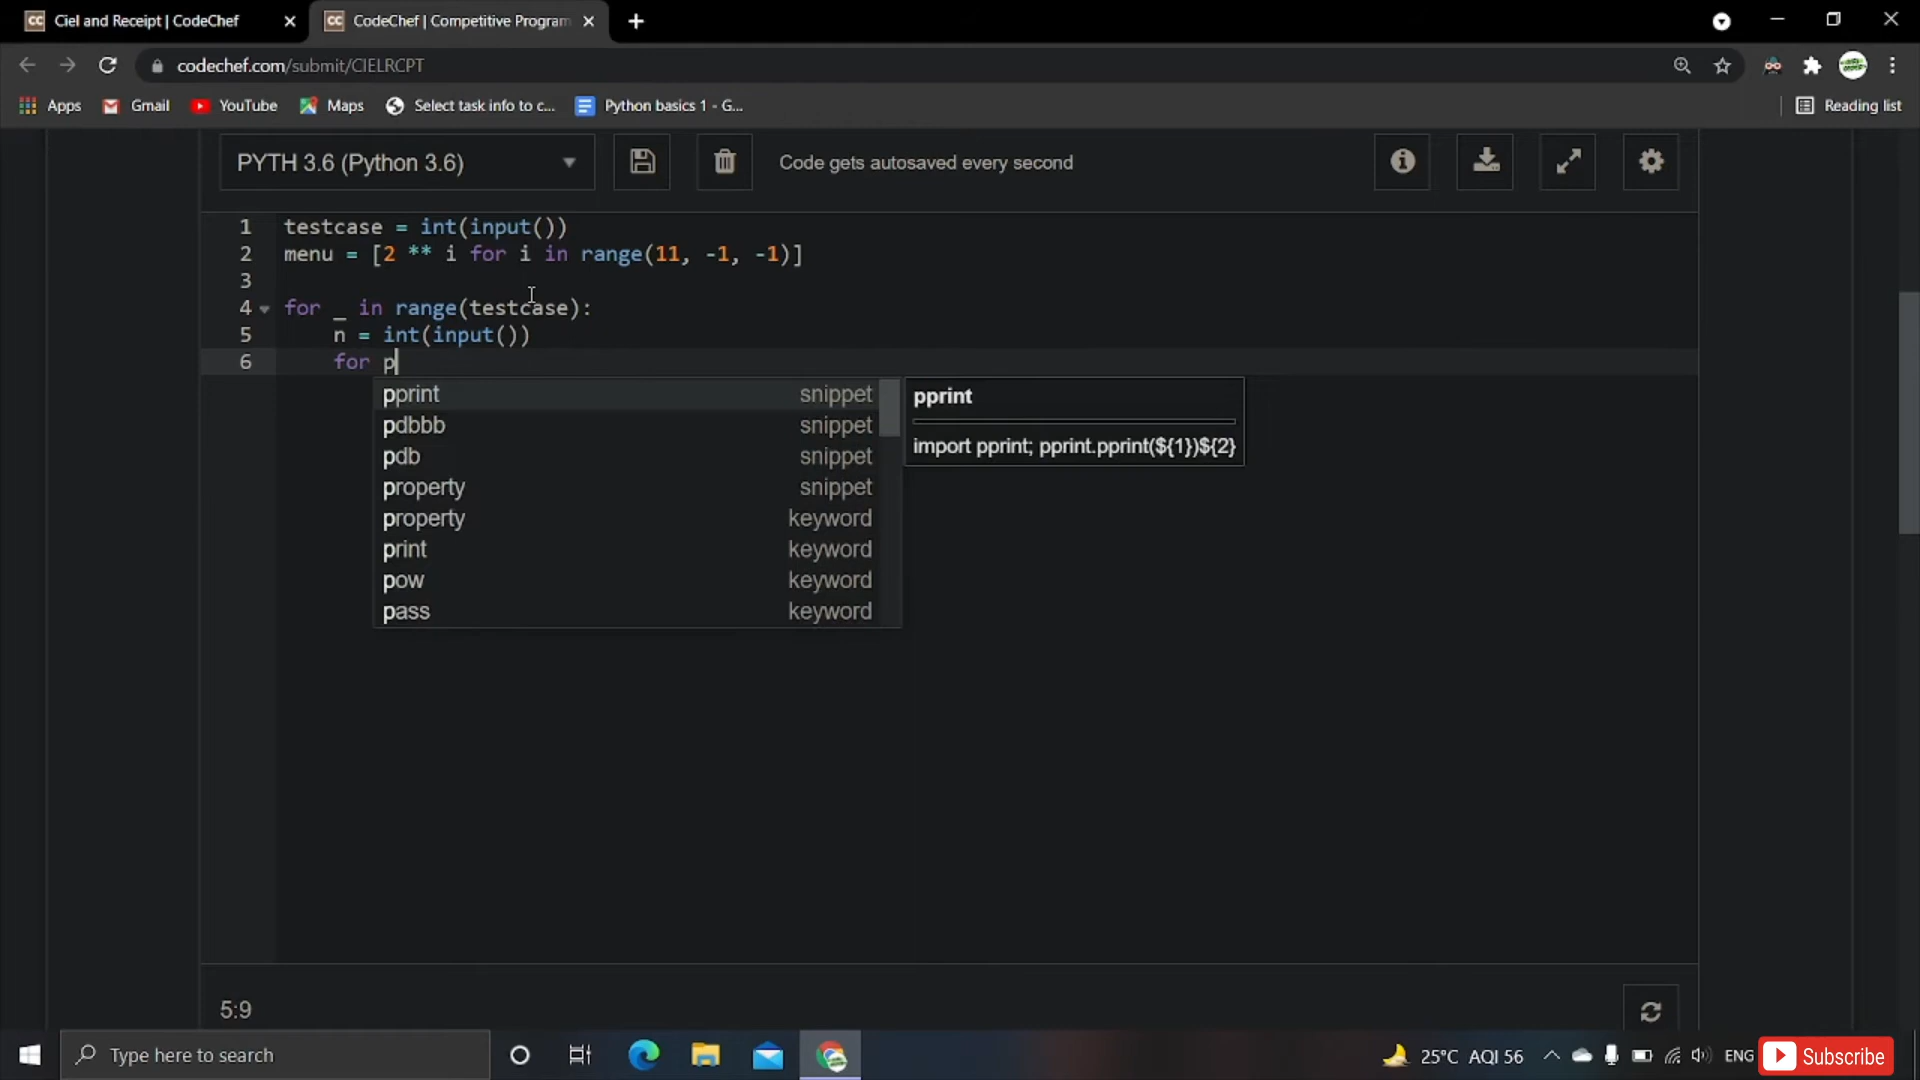 CC Ciel and Receipt | CodeChef
CC CodeChef | Competitive Program
codechef.com/submit/CIELRCPT
Apps Gmail YouTube Maps Select task info to c... Python basics 1 - G... Reading list
PYTH 3.6 (Python 3.6)
Code gets autosaved every second
1 testcase = int(input())
2 menu = [2 ** i for i in range(11, -1, -1)]
3
4 for _ in range(testcase):
5 n = int(input())
6 for p
pprint snippet
pdbbb snippet
pdb snippet
property snippet
property keyword
print keyword
pow keyword
pass keyword
pprint
import pprint; pprint.pprint(${1})${2}
5:9
Type here to search
25°C AQI 56
ENG
Subscribe